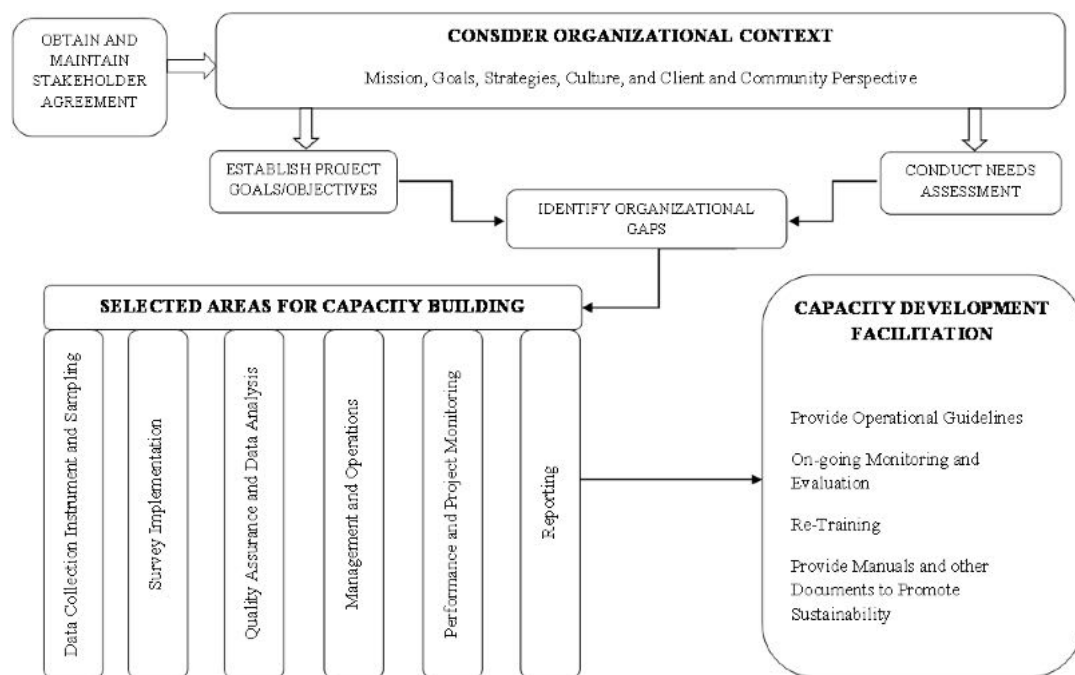 OBTAIN AND
MAINTAIN
STAKEHOLDER
AGREEMENT
CONSIDER ORGANIZATIONAL CONTEXT
Mission, Goals, Strategies, Culture, and Client and Community Perspective
ESTABLISH PROJECT
GOALS/OBJECTIVES
CONDUCT NEEDS
ASSESSMENT
IDENTIFY ORGANIZATIONAL
GAPS
SELECTED AREAS FOR CAPACITY BUILDING
Data Collection Instrument and Sampling
Survey Implementation
Quality Assurance and Data Analysis
Management and Operations
Performance and Project Monitoring
Reporting
CAPACITY DEVELOPMENT
FACILITATION
Provide Operational Guidelines
On-going Monitoring and
Evaluation
Re-Training
Provide Manuals and other
Documents to Promote
Sustainability